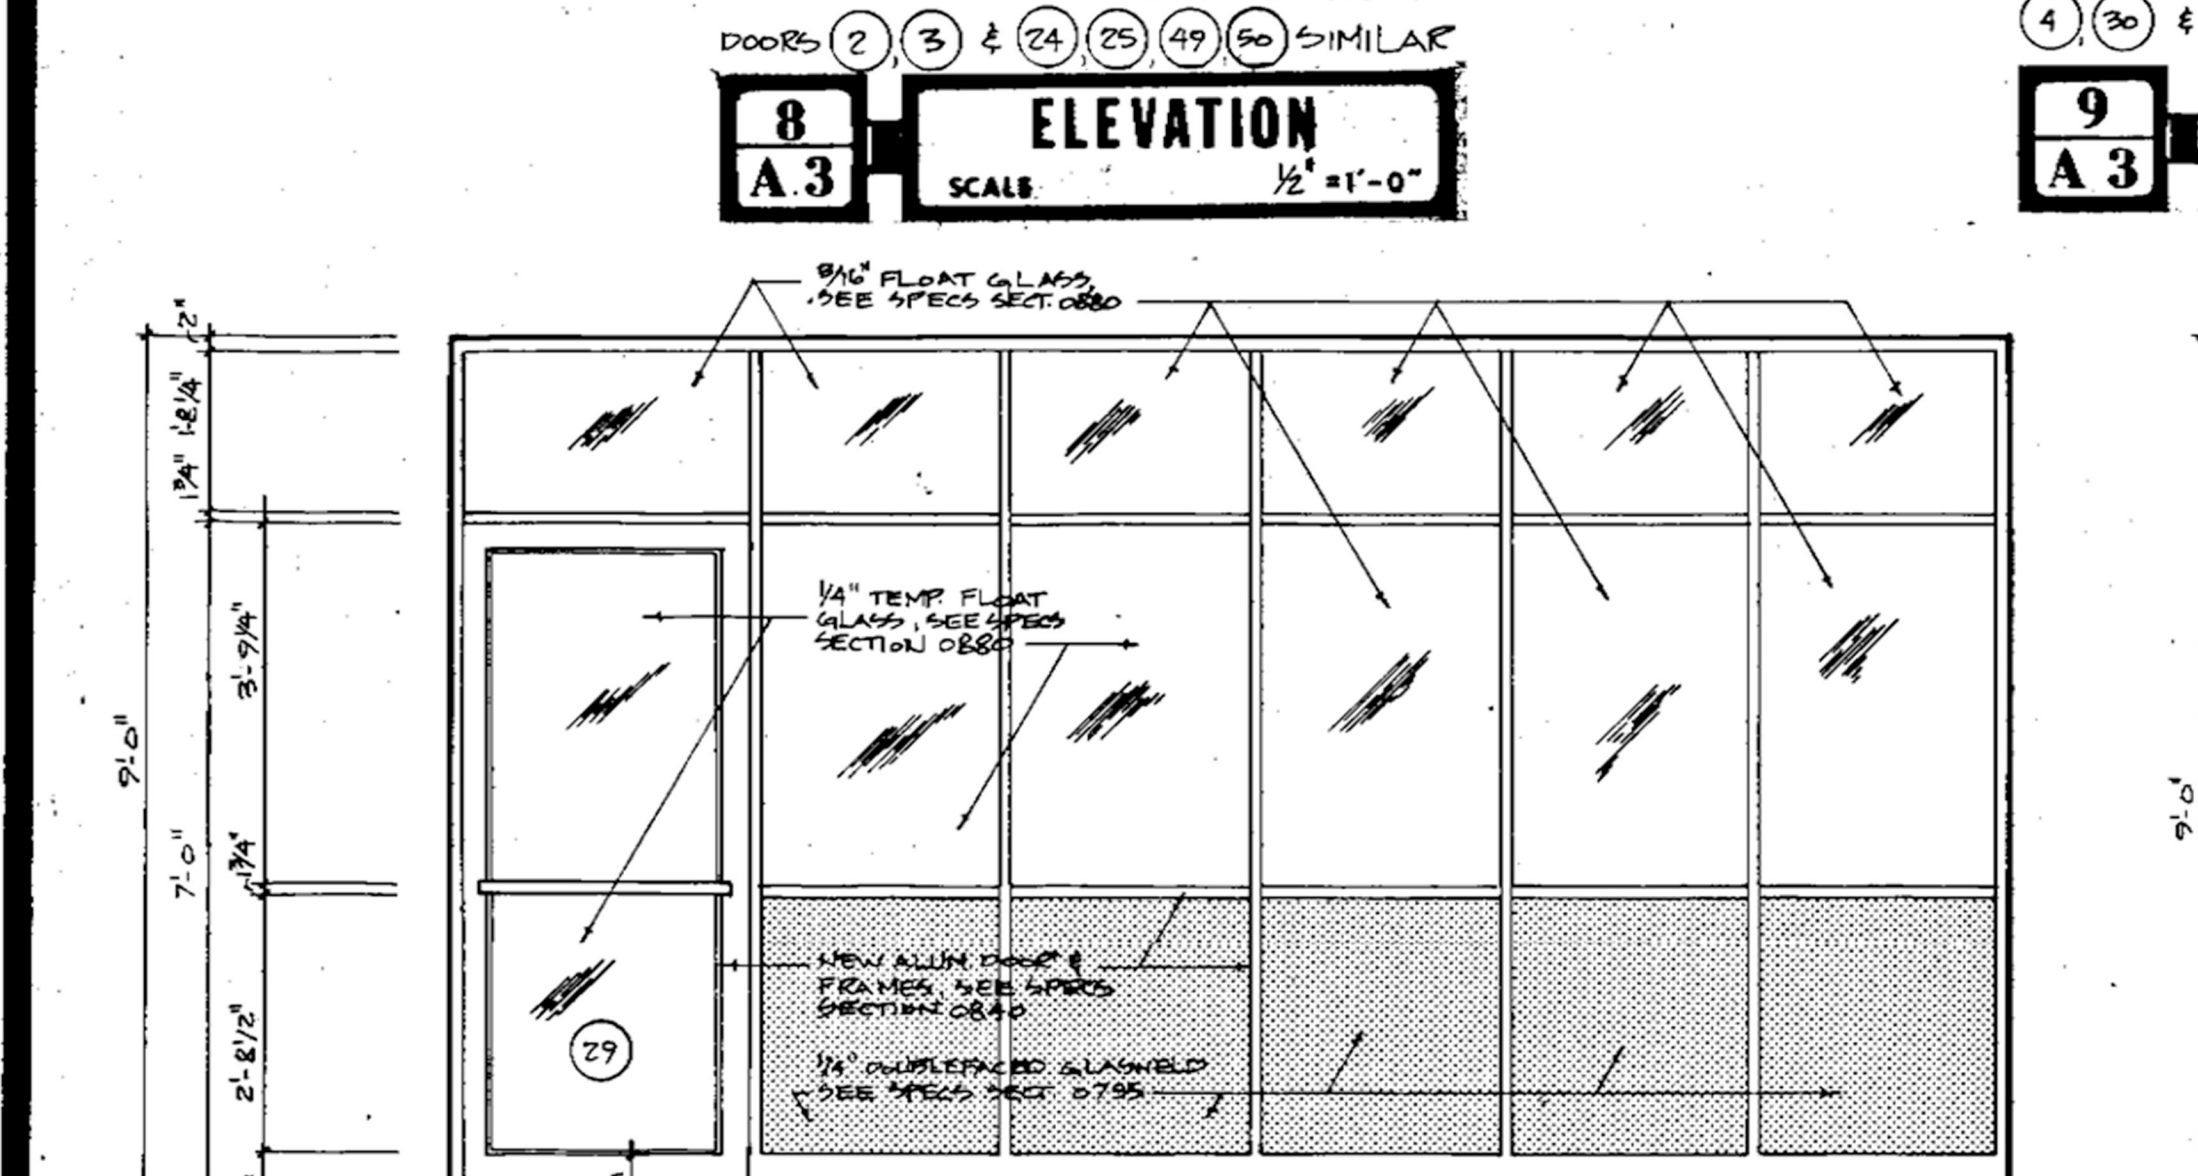 DOORS 2, 3 & 24, 25, 49, 50 SIMILAR
4, 30 &
8
A.3
ELEVATION
SCALE 1/2" = 1'-0"
9
A 3
3/16" FLOAT GLASS,
SEE SPECS SECT. 0880
2"
1'-8 1/4"
1 3/4"
3'-9 1/4"
9'-0"
7'-0"
1 3/4"
2'-8 1/2"
1/4" TEMP. FLOAT
GLASS, SEE SPECS
SECTION 0880
9'-0"
NEW ALUM. DOOR &
FRAMES, SEE SPECS
SECTION 0840
29
1/4" DOUBLEFACED GLASWELD
SEE SPECS SECT. 0795